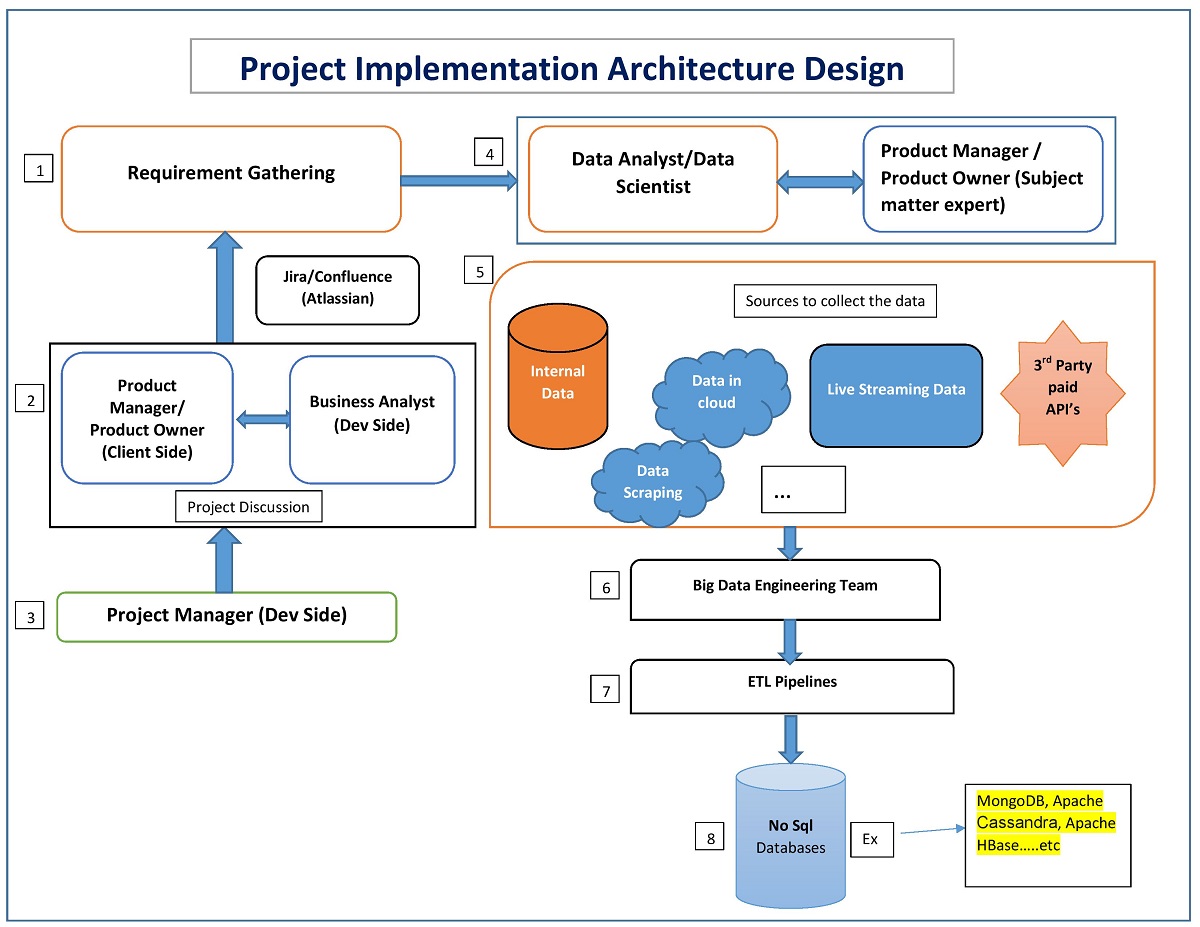 Project Implementation Architecture Design
1
Requirement Gathering
4
Data Analyst/Data
Scientist
Product Manager /
Product Owner (Subject
matter expert)
Jira/Confluence
(Atlassian)
5
Sources to collect the data
Internal
Data
Data in
cloud
Live Streaming Data
3rd Party
paid
API’s
Data
Scraping
...
2
Product
Manager/
Product Owner
(Client Side)
Business Analyst
(Dev Side)
Project Discussion
3
Project Manager (Dev Side)
6
Big Data Engineering Team
7
ETL Pipelines
8
No Sql
Databases
Ex
MongoDB, Apache
Cassandra, Apache
HBase.....etc